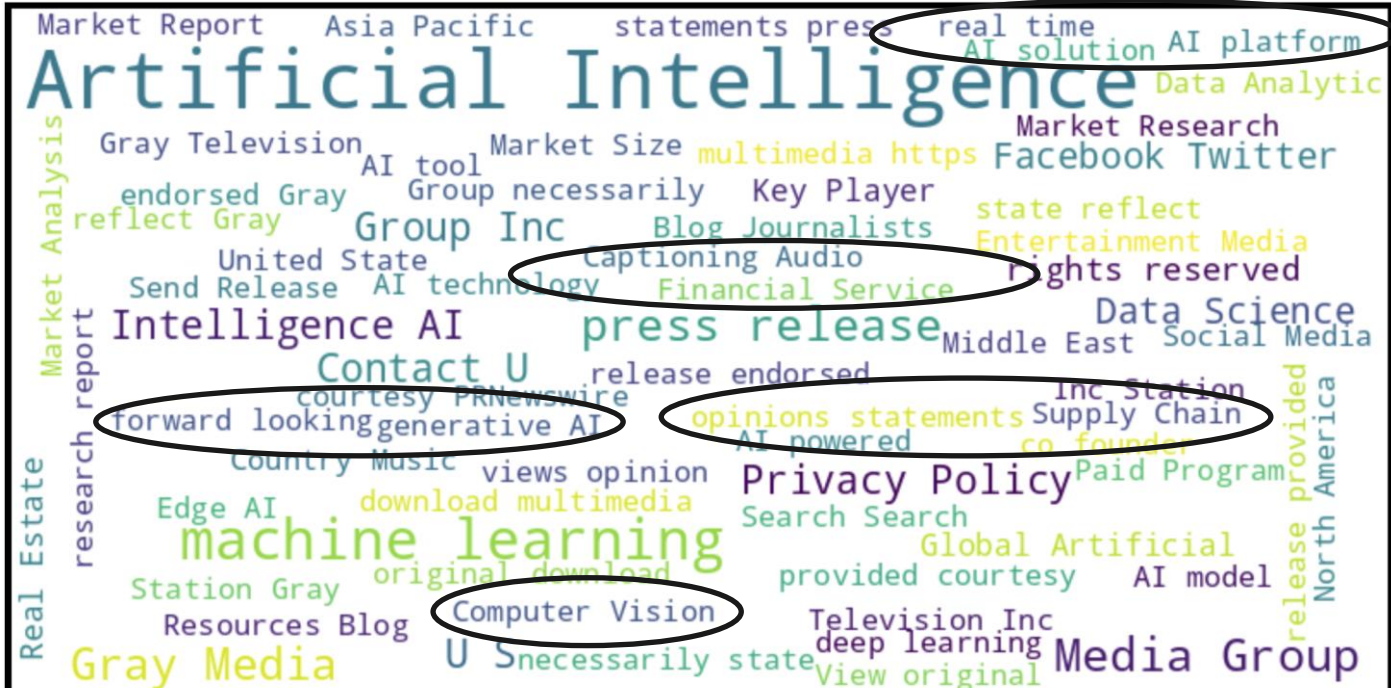 Market Report
Asia Pacific
statements press
real time
AI solution
AI platform
Artificial Intelligence
Data Analytic
Market Analysis
Gray Television
AI tool
Market Size
multimedia https
Market Research
Facebook Twitter
endorsed Gray
Group necessarily
Key Player
reflect Gray
Group Inc
Blog Journalists
state reflect
Entertainment Media
United State
Captioning Audio
rights reserved
Send Release
AI technology
Financial Service
Intelligence AI
press release
Data Science
Middle East
Social Media
research report
Contact U
release endorsed
courtesy PRNewswire
Inc Station
forward looking
generative AI
opinions statements
Supply Chain
AI powered
co founder
Country Music
views opinion
Privacy Policy
Paid Program
release provided
North America
Real Estate
Edge AI
download multimedia
Search Search
machine learning
Global Artificial
original download
Station Gray
provided courtesy
AI model
Computer Vision
Resources Blog
Television Inc
deep learning
U S
necessarily state
Media Group
Gray Media
View original